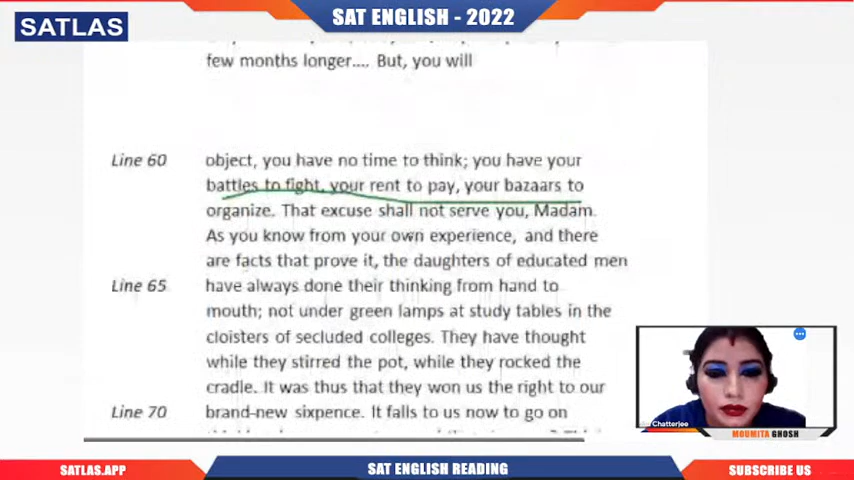 SATLAS
SAT ENGLISH - 2022
few months longer.... But, you will
Line 60 object, you have no time to think; you have your
battles to fight, your rent to pay, your bazaars to
organize. That excuse shall not serve you, Madam.
As you know from your own experience, and there
are facts that prove it, the daughters of educated men
Line 65 have always done their thinking from hand to
mouth; not under green lamps at study tables in the
cloisters of secluded colleges. They have thought
while they stirred the pot, while they rocked the
cradle. It was thus that they won us the right to our
Line 70 brand-new sixpence. It falls to us now to go on
Chatterjee
MOUMITA GHOSH
SATLAS.APP
SAT ENGLISH READING
SUBSCRIBE US